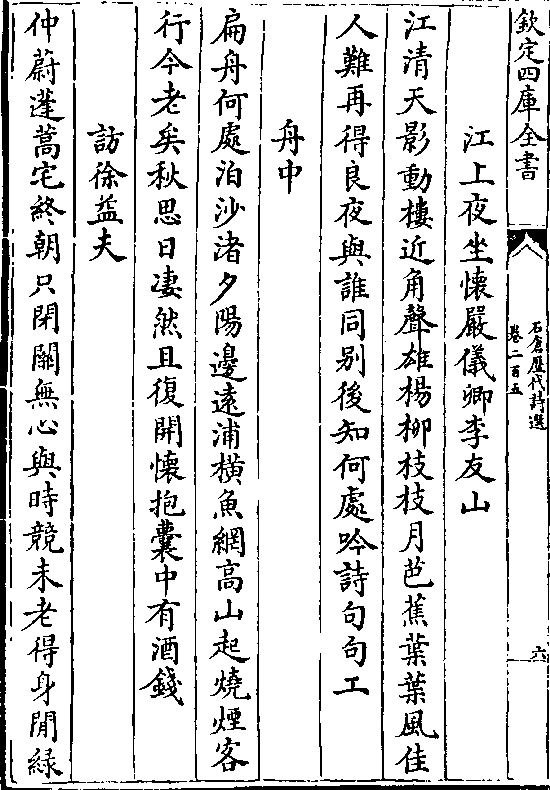 欽定四庫全書
石倉歷代詩選
卷二百五
六
江上夜坐懷嚴儀卿李友山
江清天影動樓近角聲雄楊柳枝枝月芭蕉葉葉風佳
人難再得良夜與誰同别後知何處吟詩句句工
舟中
扁舟何處泊沙渚夕陽邊遠浦橫魚網高山起燒煙客
行今老矣秋思日凄然且復開懷抱囊中有酒錢
訪徐益夫
仲蔚蓬蒿宅終朝只閉關無心與時競未老得身閒緑